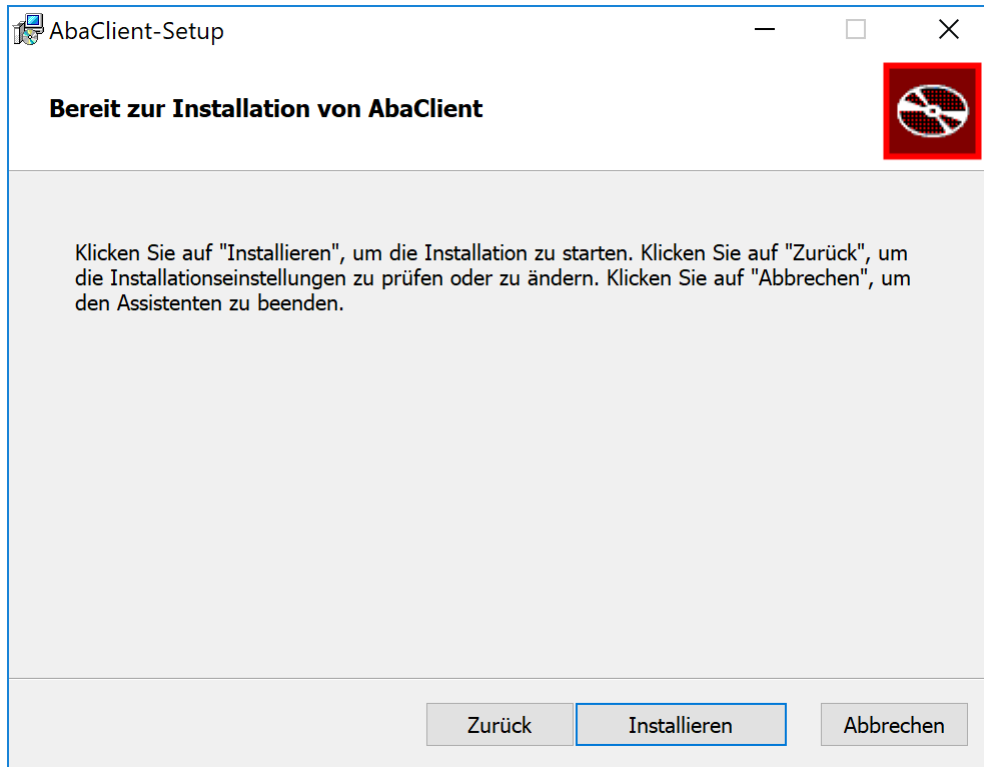 AbaClient-Setup
Bereit zur Installation von AbaClient
Klicken Sie auf "Installieren", um die Installation zu starten. Klicken Sie auf "Zurück", um
die Installationseinstellungen zu prüfen oder zu ändern. Klicken Sie auf "Abbrechen", um
den Assistenten zu beenden.
Zurück
Installieren
Abbrechen